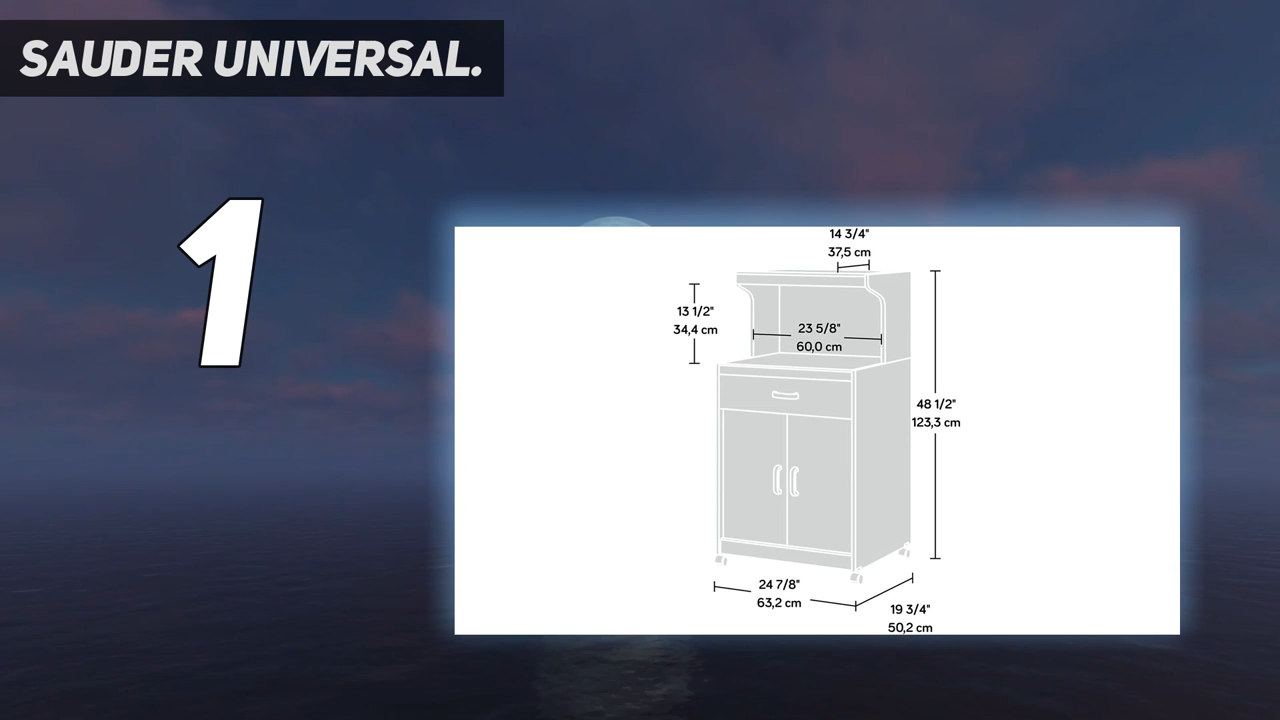 SAUDER UNIVERSAL.
1
14 3/4"
37,5 cm
13 1/2"
34,4 cm
23 5/8"
60,0 cm
48 1/2"
123,3 cm
24 7/8"
63,2 cm
19 3/4"
50,2 cm